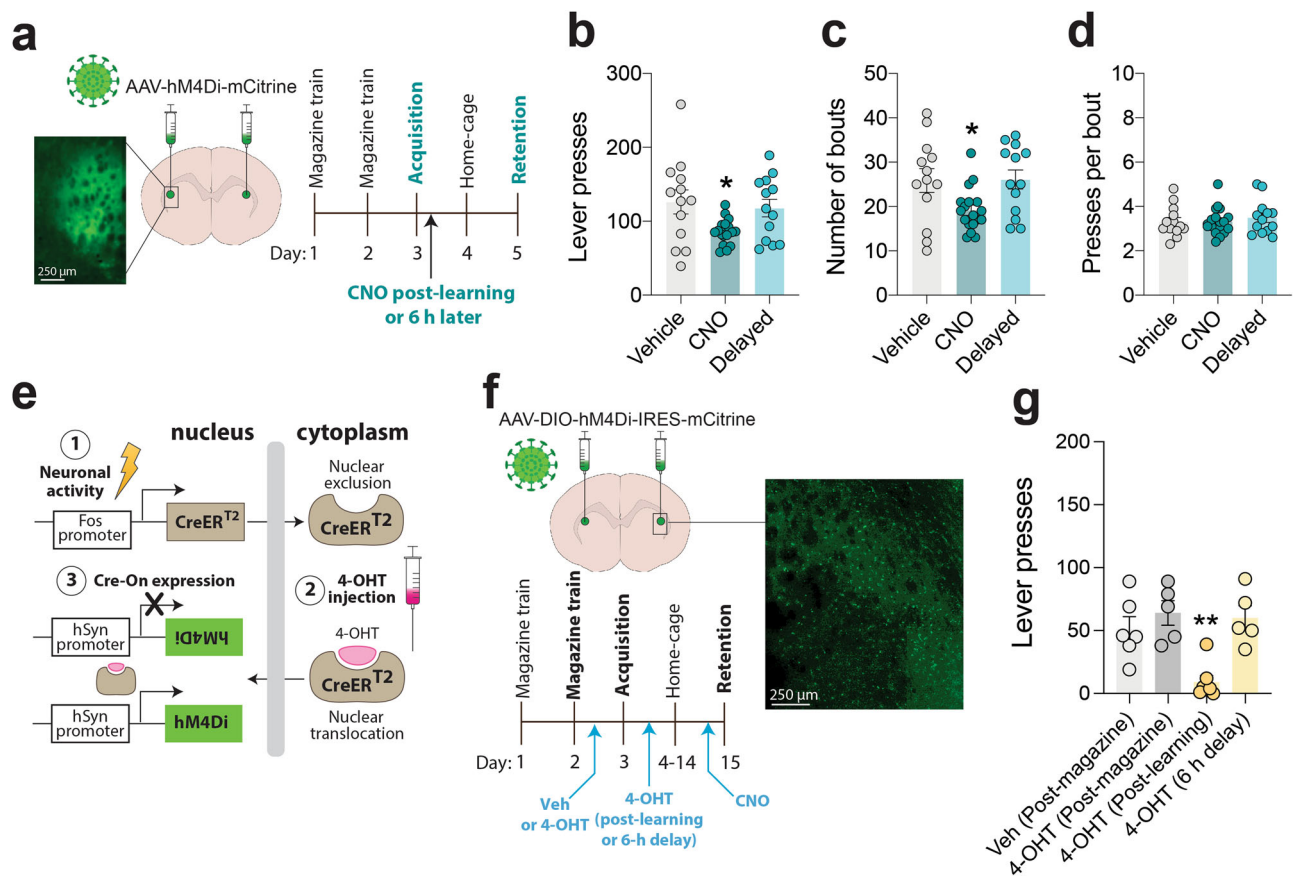 a
AAV-hM4Di-mCitrine
250 µm
Magazine train
Magazine train
Acquisition
Home-cage
Retention
Day: 1 2 3 4 5
CNO post-learning
or 6 h later
b
Lever presses
300
200
100
0
Vehicle
CNO
Delayed
*
c
Number of bouts
50
40
30
20
10
0
Vehicle
CNO
Delayed
*
d
Presses per bout
10
8
6
4
2
0
Vehicle
CNO
Delayed
e
nucleus
cytoplasm
1
Neuronal
activity
Fos
promoter
CreERT2
Nuclear
exclusion
CreERT2
3 Cre-On expression
hSyn
promoter
hM4Di
2 4-OHT
injection
4-OHT
CreERT2
Nuclear
translocation
hSyn
promoter
hM4Di
f
AAV-DIO-hM4Di-IRES-mCitrine
250 µm
Magazine train
Magazine train
Acquisition
Home-cage
Retention
Day: 1 2 3 4-14 15
Veh
or 4-OHT
4-OHT
(post-learning
or 6-h delay)
CNO
g
Lever presses
200
150
100
50
0
**
Veh (Post-magazine)
4-OHT (Post-magazine)
4-OHT (Post-learning)
4-OHT (6 h delay)